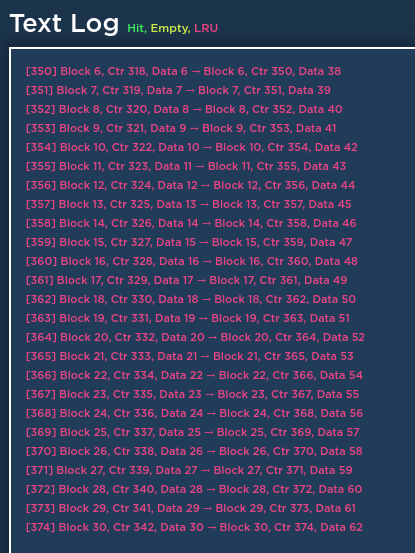 Text Log Hit, Empty, LRU
[350] Block 6, Ctr 318, Data 6 → Block 6, Ctr 350, Data 38
[351] Block 7, Ctr 319, Data 7 → Block 7, Ctr 351, Data 39
[352] Block 8, Ctr 320, Data 8 → Block 8, Ctr 352, Data 40
[353] Block 9, Ctr 321, Data 9 → Block 9, Ctr 353, Data 41
[354] Block 10, Ctr 322, Data 10 → Block 10, Ctr 354, Data 42
[355] Block 11, Ctr 323, Data 11 → Block 11, Ctr 355, Data 43
[356] Block 12, Ctr 324, Data 12 → Block 12, Ctr 356, Data 44
[357] Block 13, Ctr 325, Data 13 → Block 13, Ctr 357, Data 45
[358] Block 14, Ctr 326, Data 14 → Block 14, Ctr 358, Data 46
[359] Block 15, Ctr 327, Data 15 → Block 15, Ctr 359, Data 47
[360] Block 16, Ctr 328, Data 16 → Block 16, Ctr 360, Data 48
[361] Block 17, Ctr 329, Data 17 → Block 17, Ctr 361, Data 49
[362] Block 18, Ctr 330, Data 18 → Block 18, Ctr 362, Data 50
[363] Block 19, Ctr 331, Data 19 → Block 19, Ctr 363, Data 51
[364] Block 20, Ctr 332, Data 20 → Block 20, Ctr 364, Data 52
[365] Block 21, Ctr 333, Data 21 → Block 21, Ctr 365, Data 53
[366] Block 22, Ctr 334, Data 22 → Block 22, Ctr 366, Data 54
[367] Block 23, Ctr 335, Data 23 → Block 23, Ctr 367, Data 55
[368] Block 24, Ctr 336, Data 24 → Block 24, Ctr 368, Data 56
[369] Block 25, Ctr 337, Data 25 → Block 25, Ctr 369, Data 57
[370] Block 26, Ctr 338, Data 26 → Block 26, Ctr 370, Data 58
[371] Block 27, Ctr 339, Data 27 → Block 27, Ctr 371, Data 59
[372] Block 28, Ctr 340, Data 28 → Block 28, Ctr 372, Data 60
[373] Block 29, Ctr 341, Data 29 → Block 29, Ctr 373, Data 61
[374] Block 30, Ctr 342, Data 30 → Block 30, Ctr 374, Data 62